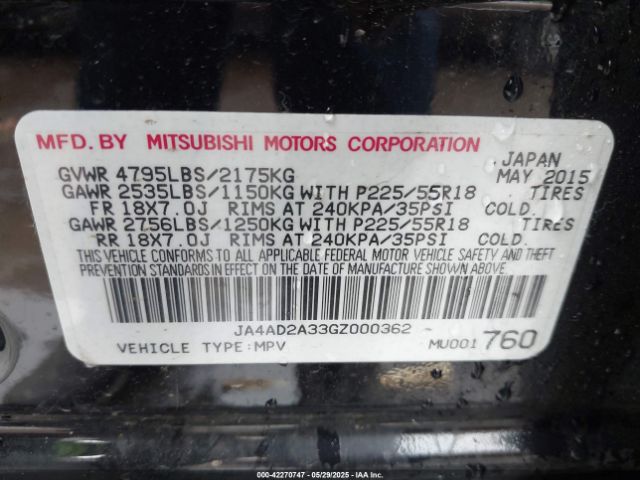 MFD. BY MITSUBISHI MOTORS CORPORATION
JAPAN
GVWR 4795LBS/2175KG MAY 2015
GAWR 2535LBS/1150KG WITH P225/55R18 TIRES
FR 18X7.0J RIMS AT 240KPA/35PSI COLD.
GAWR 2756LBS/1250KG WITH P225/55R18 TIRES
RR 18X7.0J RIMS AT 240KPA/35PSI COLD.
THIS VEHICLE CONFORMS TO ALL APPLICABLE FEDERAL MOTOR VEHICLE SAFETY AND THEFT
PREVENTION STANDARDS IN EFFECT ON THE DATE OF MANUFACTURE SHOWN ABOVE.
JA4AD2A33GZ000362
VEHICLE TYPE:MPV MU001 760
000-42270747 - 05/29/2025 - IAA Inc.